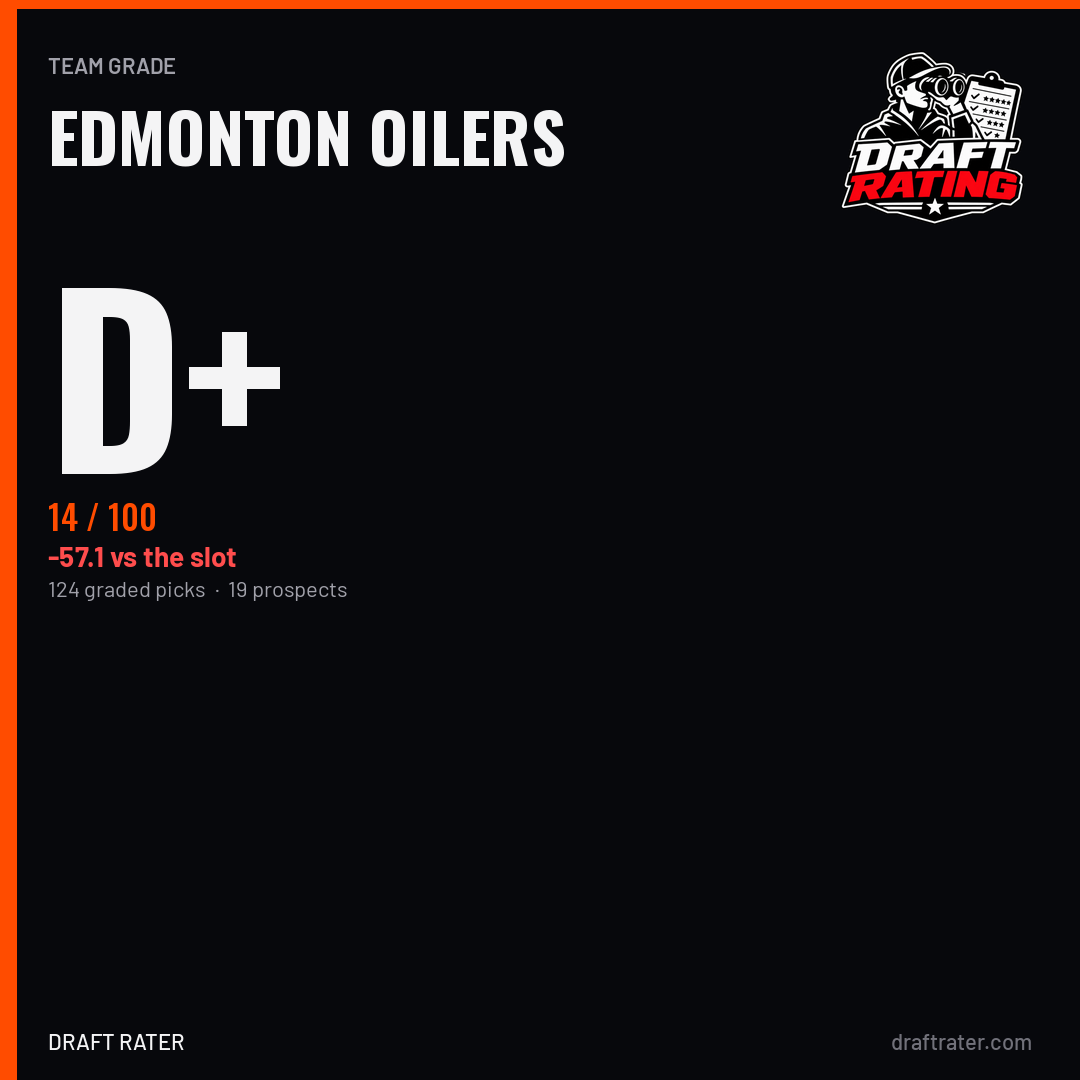 TEAM GRADE
EDMONTON OILERS
DRAFT
RATING
D+
14 / 100
-57.1 vs the slot
124 graded picks · 19 prospects
DRAFT RATER
draftrater.com